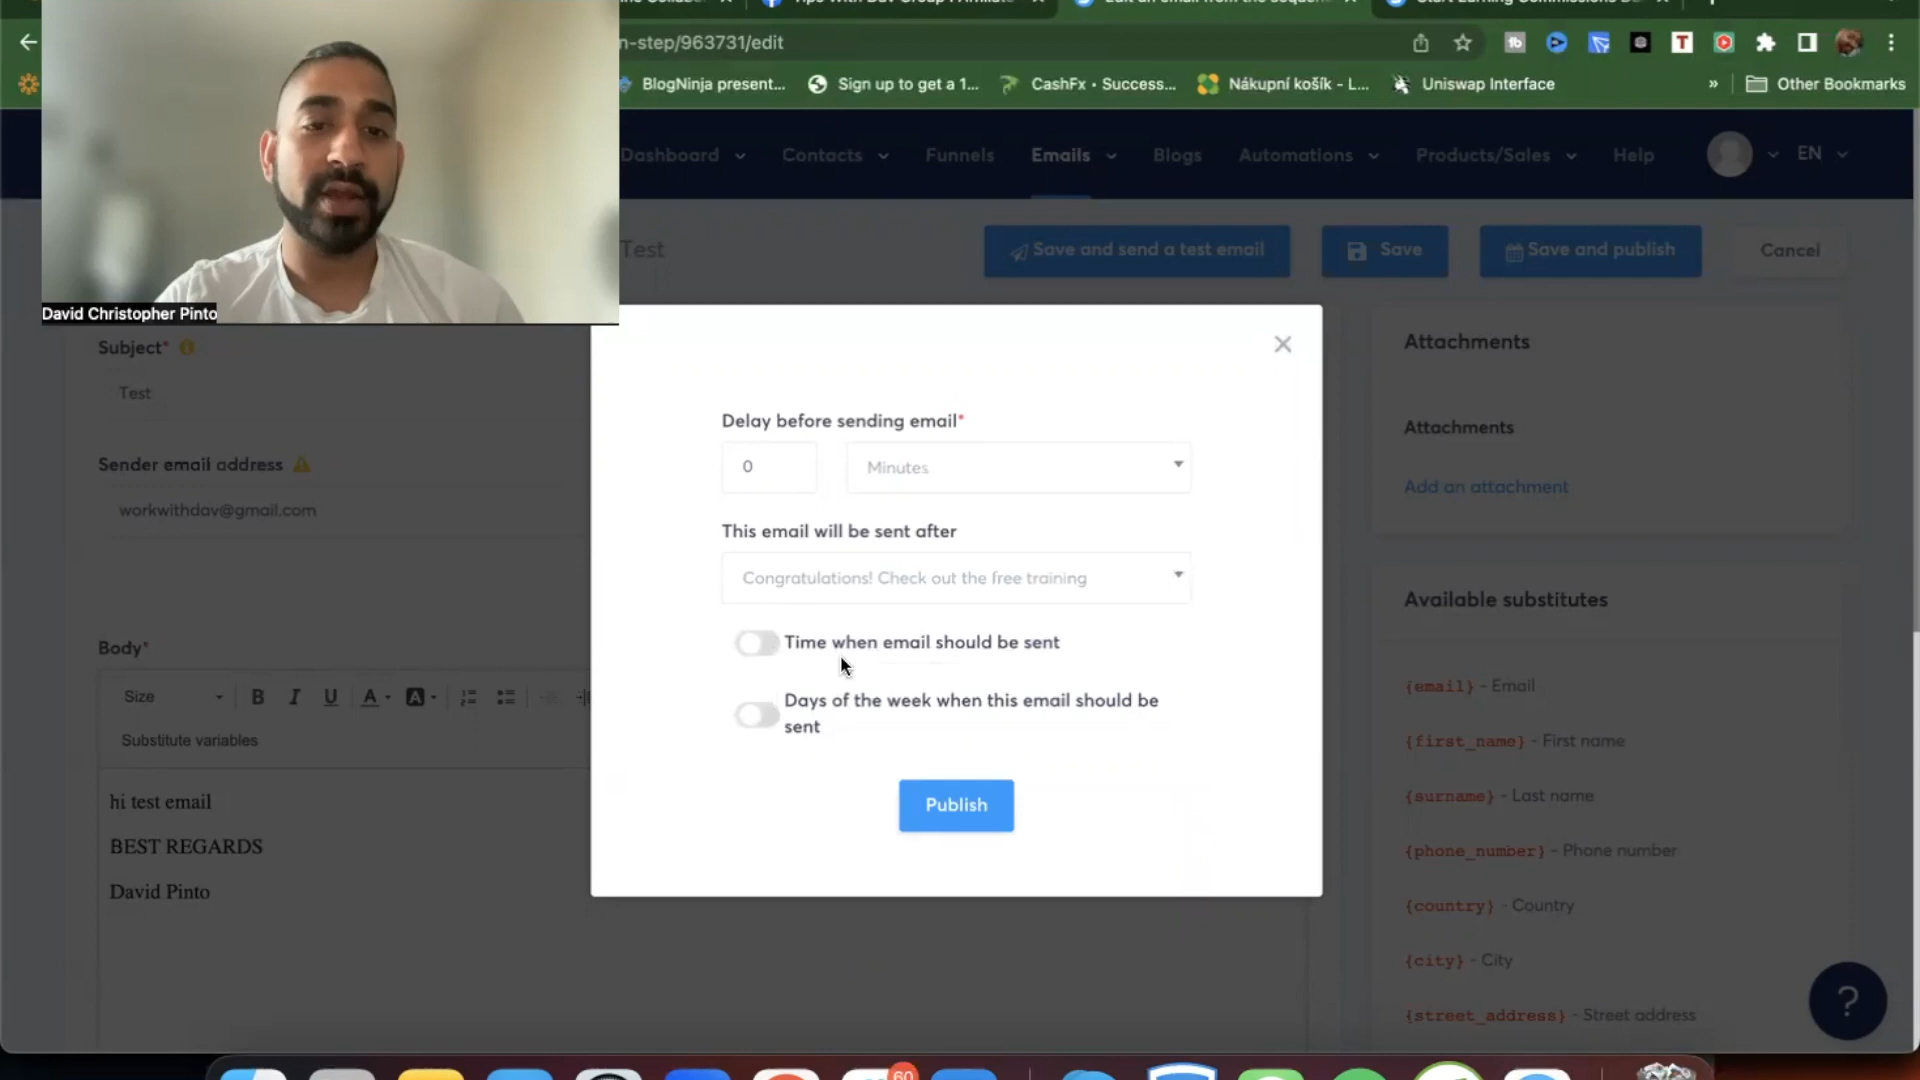 n-step/963731/edit
BlogNinja present...
Sign up to get a 1...
CashFx • Success...
Nákupní košík - L...
Uniswap Interface
»
Other Bookmarks
Dashboard
Contacts
Funnels
Emails
Blogs
Automations
Products/Sales
Help
EN
Test
Save and send a test email
Save
Save and publish
Cancel
David Christopher Pinto
Subject*
Test
Sender email address
workwithdav@gmail.com
Body*
Size
B I U A A
Substitute variables
hi test email
BEST REGARDS
David Pinto
Delay before sending email*
0
Minutes
This email will be sent after
Congratulations! Check out the free training
Time when email should be sent
Days of the week when this email should be
sent
Publish
Attachments
Attachments
Add an attachment
Available substitutes
{email} - Email
{first_name} - First name
{surname} - Last name
{phone_number} - Phone number
{country} - Country
{city} - City
{street_address} - Street address
?
60